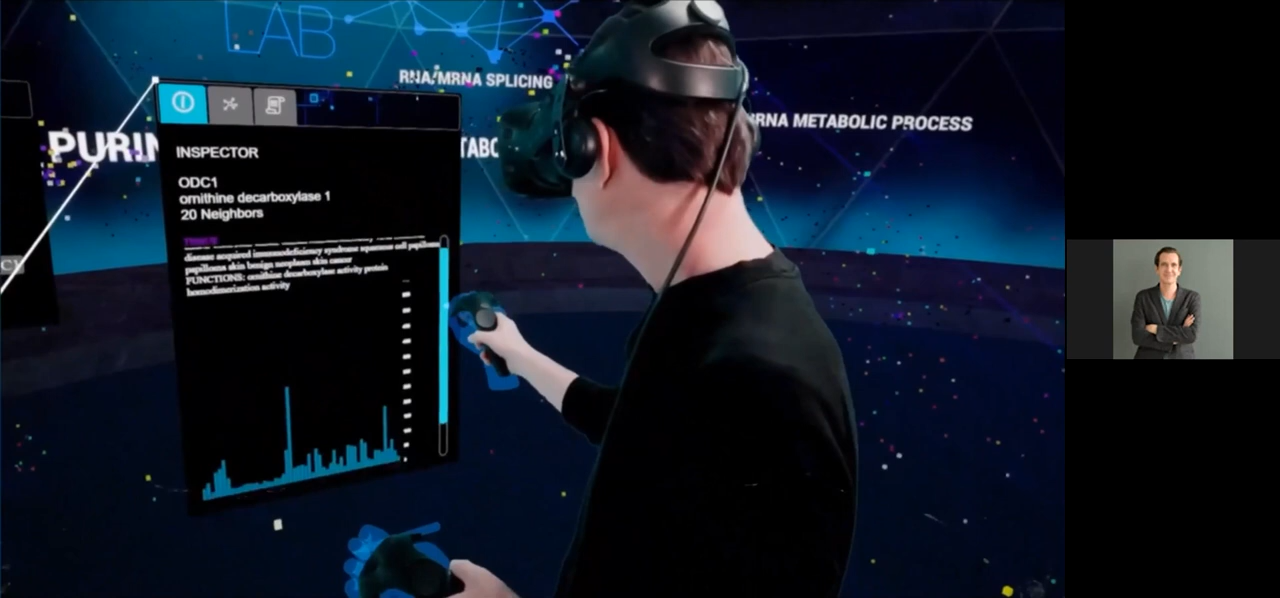 LAB
RNA/MRNA SPLICING
RNA METABOLIC PROCESS
PURIN
TABO
INSPECTOR
ODC1
ornithine decarboxylase 1
20 Neighbors
disease acquired immunodeficiency syndrome squamous cell papilloma
papilloma skin benign neoplasm skin cancer
FUNCTIONS: ornithine decarboxylase activity protein
homodimerization activity